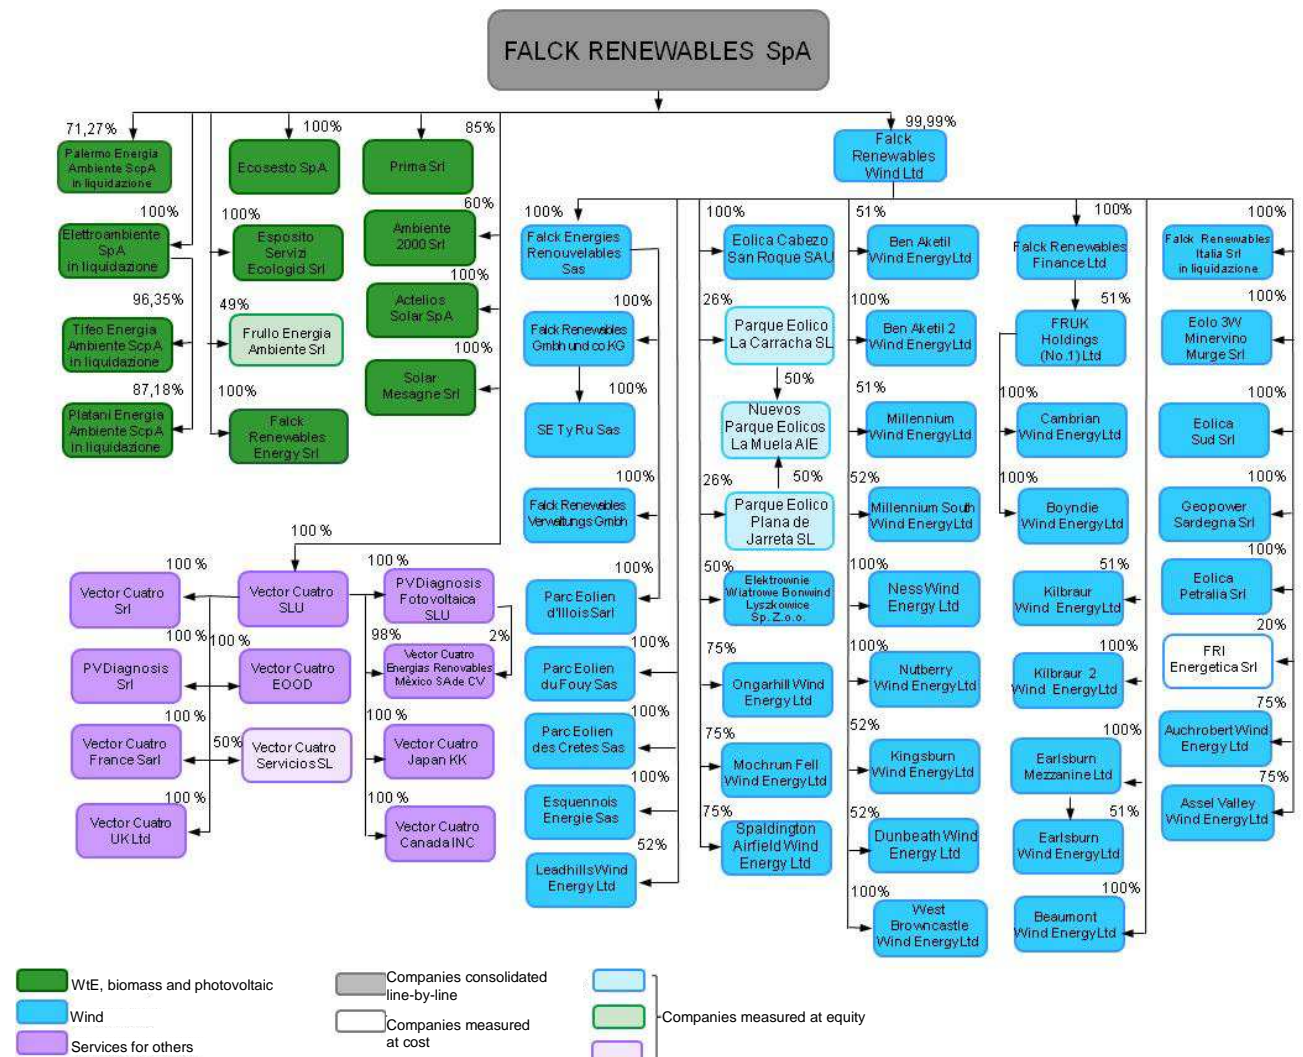 FALCK RENEWABLES SpA
71,27%
Palermo Energia
Ambiente ScpA
in liquidazione
100%
Ecosesto SpA
85%
Prima Srl
99,99%
Falck
Renewables
Wind Ltd
100%
Elettroambiente
SpA
in liquidazione
100%
Esposito
Servizi
Ecologici Srl
60%
Ambiente
2000 Srl
96,35%
Tifeo Energia
Ambiente ScpA
in liquidazione
49%
Frullo Energia
Ambiente Srl
100%
Actelios
Solar SpA
87,18%
Platani Energia
Ambiente ScpA
in liquidazione
100%
Falck
Renewables
Energy Srl
100%
Solar
Mesagne Srl
100%
Falck Energies
Renouvelables
Sas
100%
Falck Renewables
Gmbh und co.KG
100%
SE Ty Ru Sas
100%
Falck Renewables
Verwaltungs Gmbh
100%
Parc Eolien
d'Illois Sarl
100%
Parc Eolien
du Fouy Sas
100%
Parc Eolien
des Cretes Sas
100%
Esquennois
Energie Sas
52%
Leadhills Wind
Energy Ltd
100%
Eolica Cabezo
San Roque SAU
26%
Parque Eolico
La Carracha SL
50%
Nuevos
Parque Eolicos
La Muela AIE
26%
50%
Parque Eolico
Plana de
Jarreta SL
50%
Elektrownie
Wiatrowe Bonwind
Lyszkowice
Sp. Z.o.o.
75%
Ongarhill Wind
Energy Ltd
75%
Mochrum Fell
Wind Energy Ltd
75%
Spaldington
Airfield Wind
Energy Ltd
51%
Ben Aketil
Wind Energy Ltd
100%
Ben Aketil 2
Wind Energy Ltd
51%
Millennium
Wind Energy Ltd
52%
Millennium South
Wind Energy Ltd
100%
Ness Wind
Energy Ltd
100%
Nutberry
Wind Energy Ltd
52%
Kingsburn
Wind Energy Ltd
52%
Dunbeath Wind
Energy Ltd
100%
West
Browncastle
Wind Energy Ltd
100%
Falck Renewables
Finance Ltd
51%
FRUK
Holdings
(No.1) Ltd
100%
Cambrian
Wind Energy Ltd
100%
Boyndie
Wind Energy Ltd
51%
Kilbraur
Wind Energy Ltd
100%
Kilbraur 2
Wind Energy Ltd
100%
Earlsburn
Mezzanine Ltd
51%
Earlsburn
Wind Energy Ltd
100%
Beaumont
Wind Energy Ltd
100%
Falck Renewables
Italia Srl
in liquidazione
100%
Eolo 3W
Minervino
Murge Srl
100%
Eolica
Sud Srl
100%
Geopower
Sardegna Srl
100%
Eolica
Petralia Srl
20%
FRI
Energetica Srl
75%
Auchrobert Wind
Energy Ltd
75%
Assel Valley
Wind Energy Ltd
100 %
Vector Cuatro
SLU
100 %
Vector Cuatro
Srl
100 %
PV Diagnosis
Fotovoltaica
SLU
100 %
PV Diagnosis
Srl
100 %
Vector Cuatro
EOOD
98%
2%
Vector Cuatro
Energias Renovables
Mèxico SA de CV
100 %
Vector Cuatro
France Sarl
50%
Vector Cuatro
Servicios SL
100 %
Vector Cuatro
Japan KK
100 %
Vector Cuatro
UK Ltd
100 %
Vector Cuatro
Canada INC
WtE, biomass and photovoltaic
Wind
Services for others
Companies consolidated
line-by-line
Companies measured
at cost
Companies measured at equity